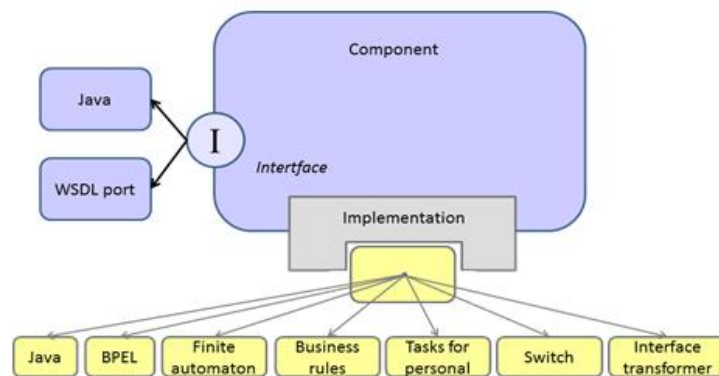 Component
Java
I
Intertface
WSDL port
Implementation
Java
BPEL
Finite
automaton
Business
rules
Tasks for
personal
Switch
Interface
transformer